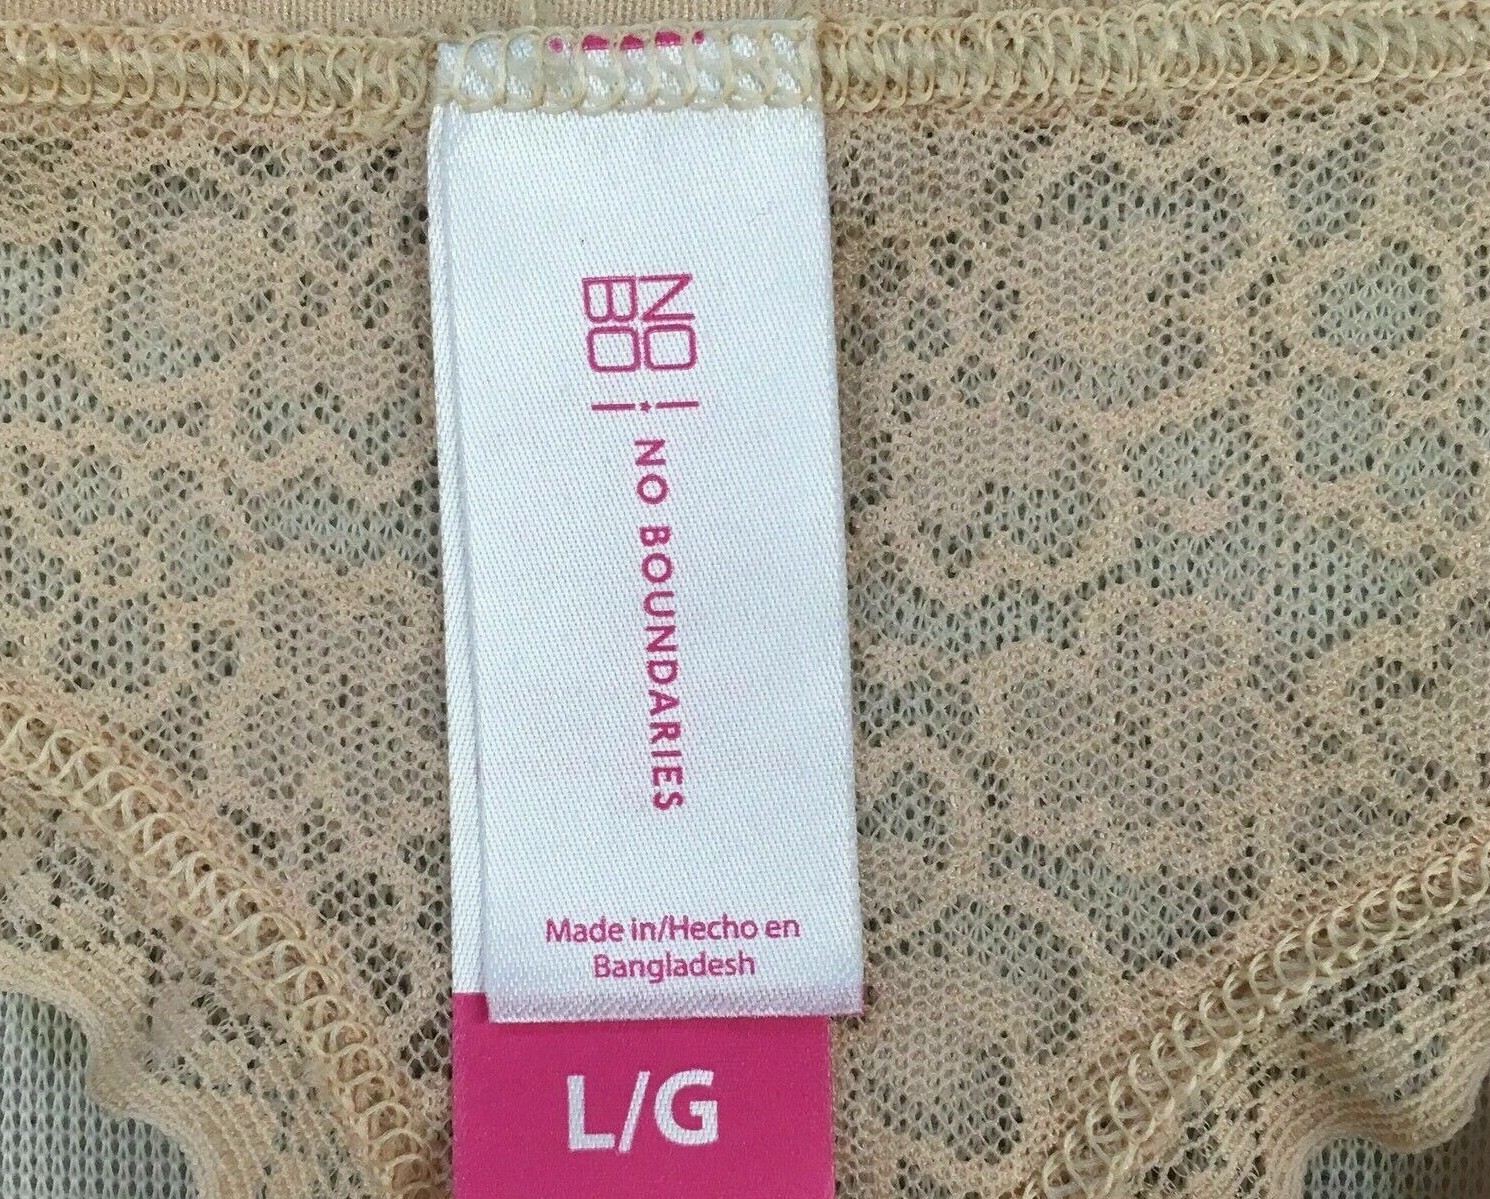 NO
BO
NO BOUNDARIES
Made in/Hecho en
Bangladesh
L/G